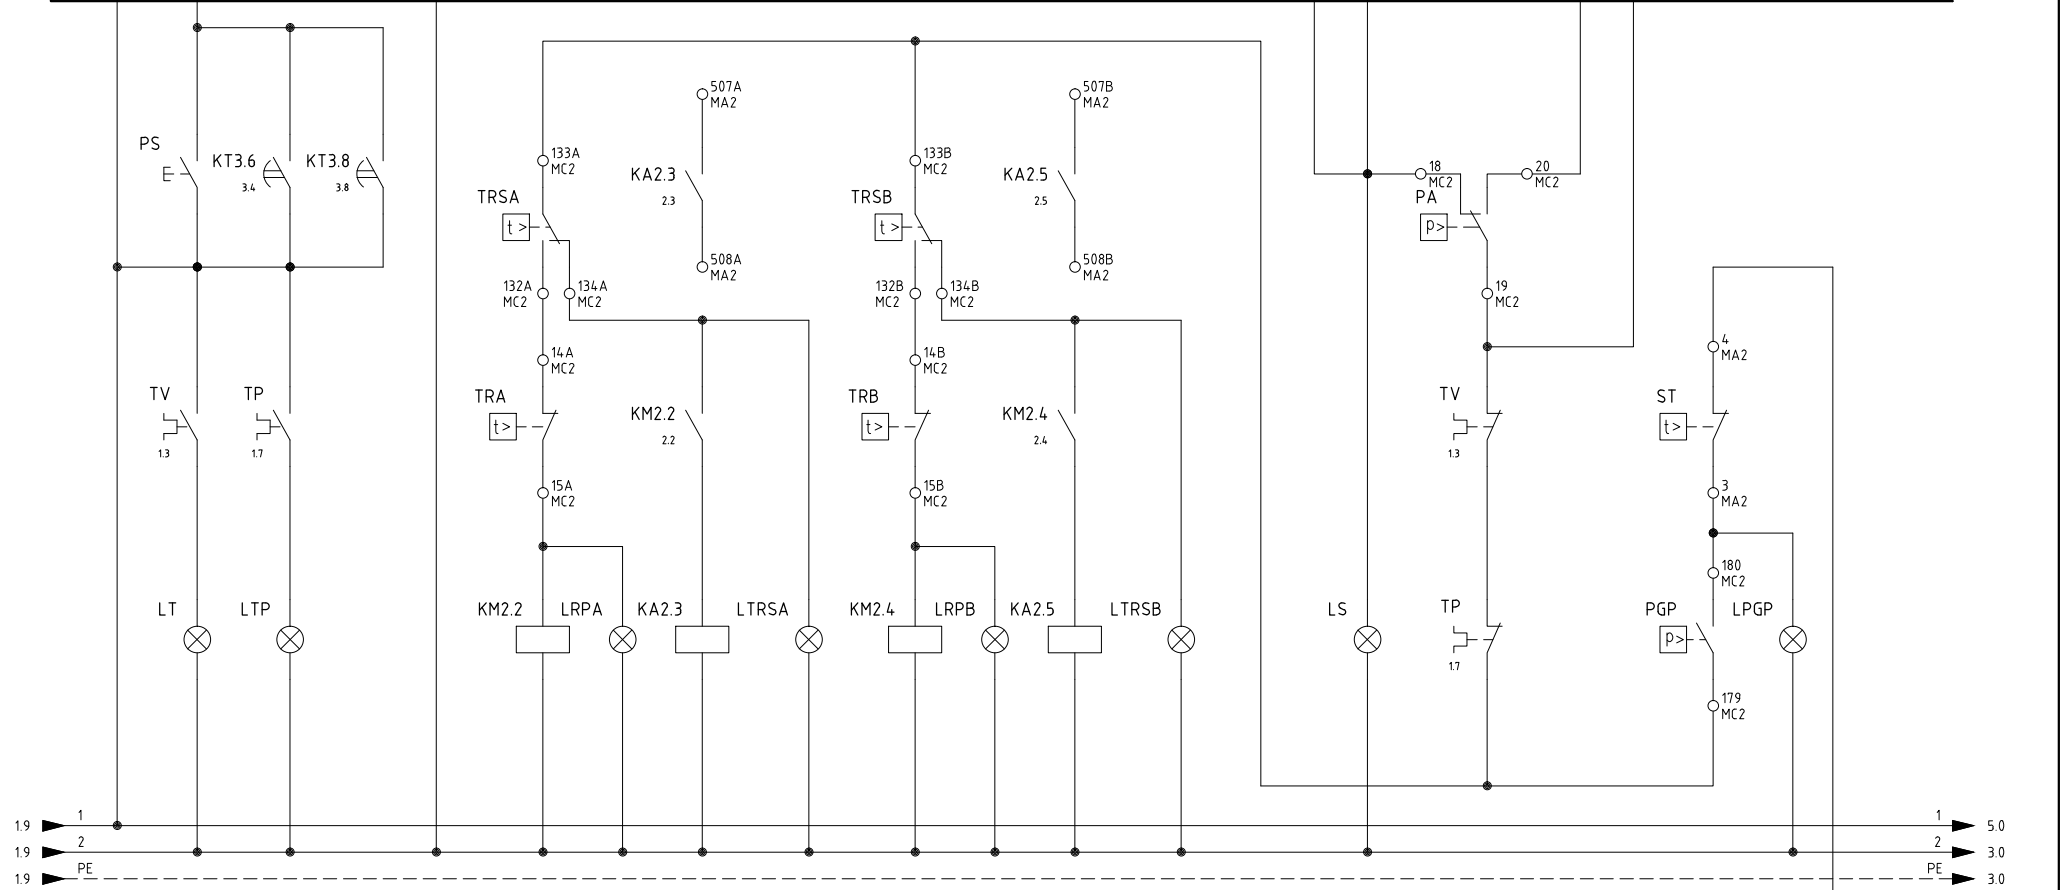 507A
MA2
507B
MA2
PS
KT3.6
3.4
KT3.8
3.8
133A
MC2
KA2.3
2.3
133B
MC2
KA2.5
2.5
18
MC2
20
MC2
TRSA
t>
TRSB
t>
PA
p>
508A
MA2
508B
MA2
132A
MC2
134A
MC2
132B
MC2
134B
MC2
19
MC2
14A
MC2
14B
MC2
4
MA2
TV
1.3
TP
1.7
TRA
t>
KM2.2
2.2
TRB
t>
KM2.4
2.4
TV
1.3
ST
t>
15A
MC2
15B
MC2
3
MA2
180
MC2
LT
LTP
KM2.2
LRPA
KA2.3
LTRSA
KM2.4
LRPB
KA2.5
LTRSB
LS
TP
1.7
PGP
p>
LPGP
179
MC2
1.9
1
1
5.0
1.9
2
2
3.0
1.9
PE
PE
3.0